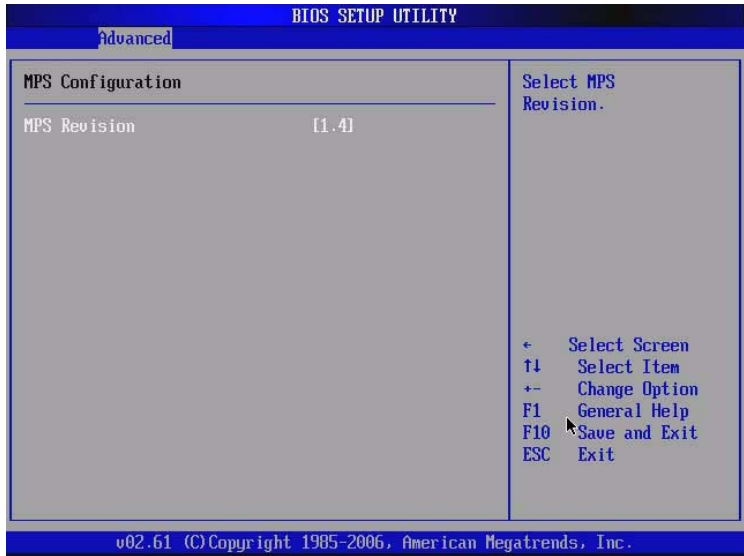 BIOS SETUP UTILITY
Advanced
MPS Configuration
MPS Revision [1.4]
Select MPS
Revision.
← Select Screen
↑↓ Select Item
+- Change Option
F1 General Help
F10 Save and Exit
ESC Exit
v02.61 (C)Copyright 1985-2006, American Megatrends, Inc.